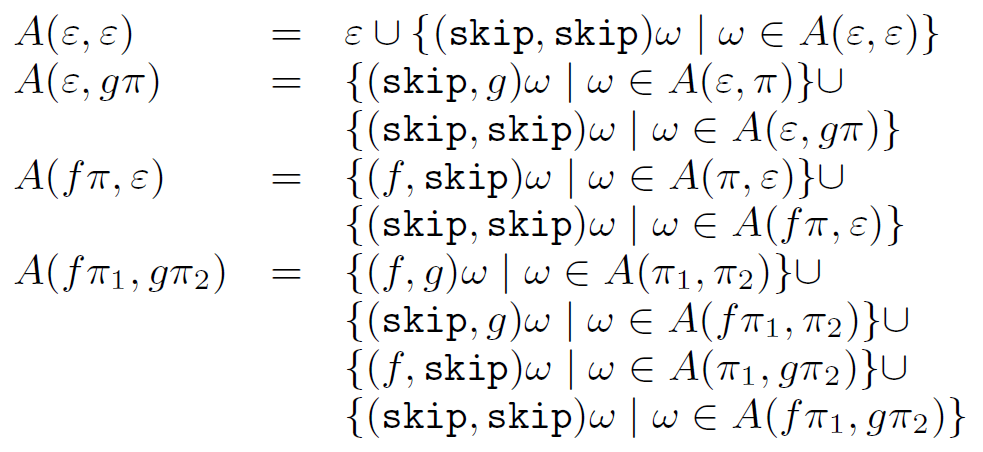 A(ε, ε) = ε ∪ {(skip, skip)ω | ω ∈ A(ε, ε)}
A(ε, gπ) = {(skip, g)ω | ω ∈ A(ε, π)}∪
{(skip, skip)ω | ω ∈ A(ε, gπ)}
A(fπ, ε) = {(f, skip)ω | ω ∈ A(π, ε)}∪
{(skip, skip)ω | ω ∈ A(fπ, ε)}
A(fπ₁, gπ₂) = {(f, g)ω | ω ∈ A(π₁, π₂)}∪
{(skip, g)ω | ω ∈ A(fπ₁, π₂)}∪
{(f, skip)ω | ω ∈ A(π₁, gπ₂)}∪
{(skip, skip)ω | ω ∈ A(fπ₁, gπ₂)}